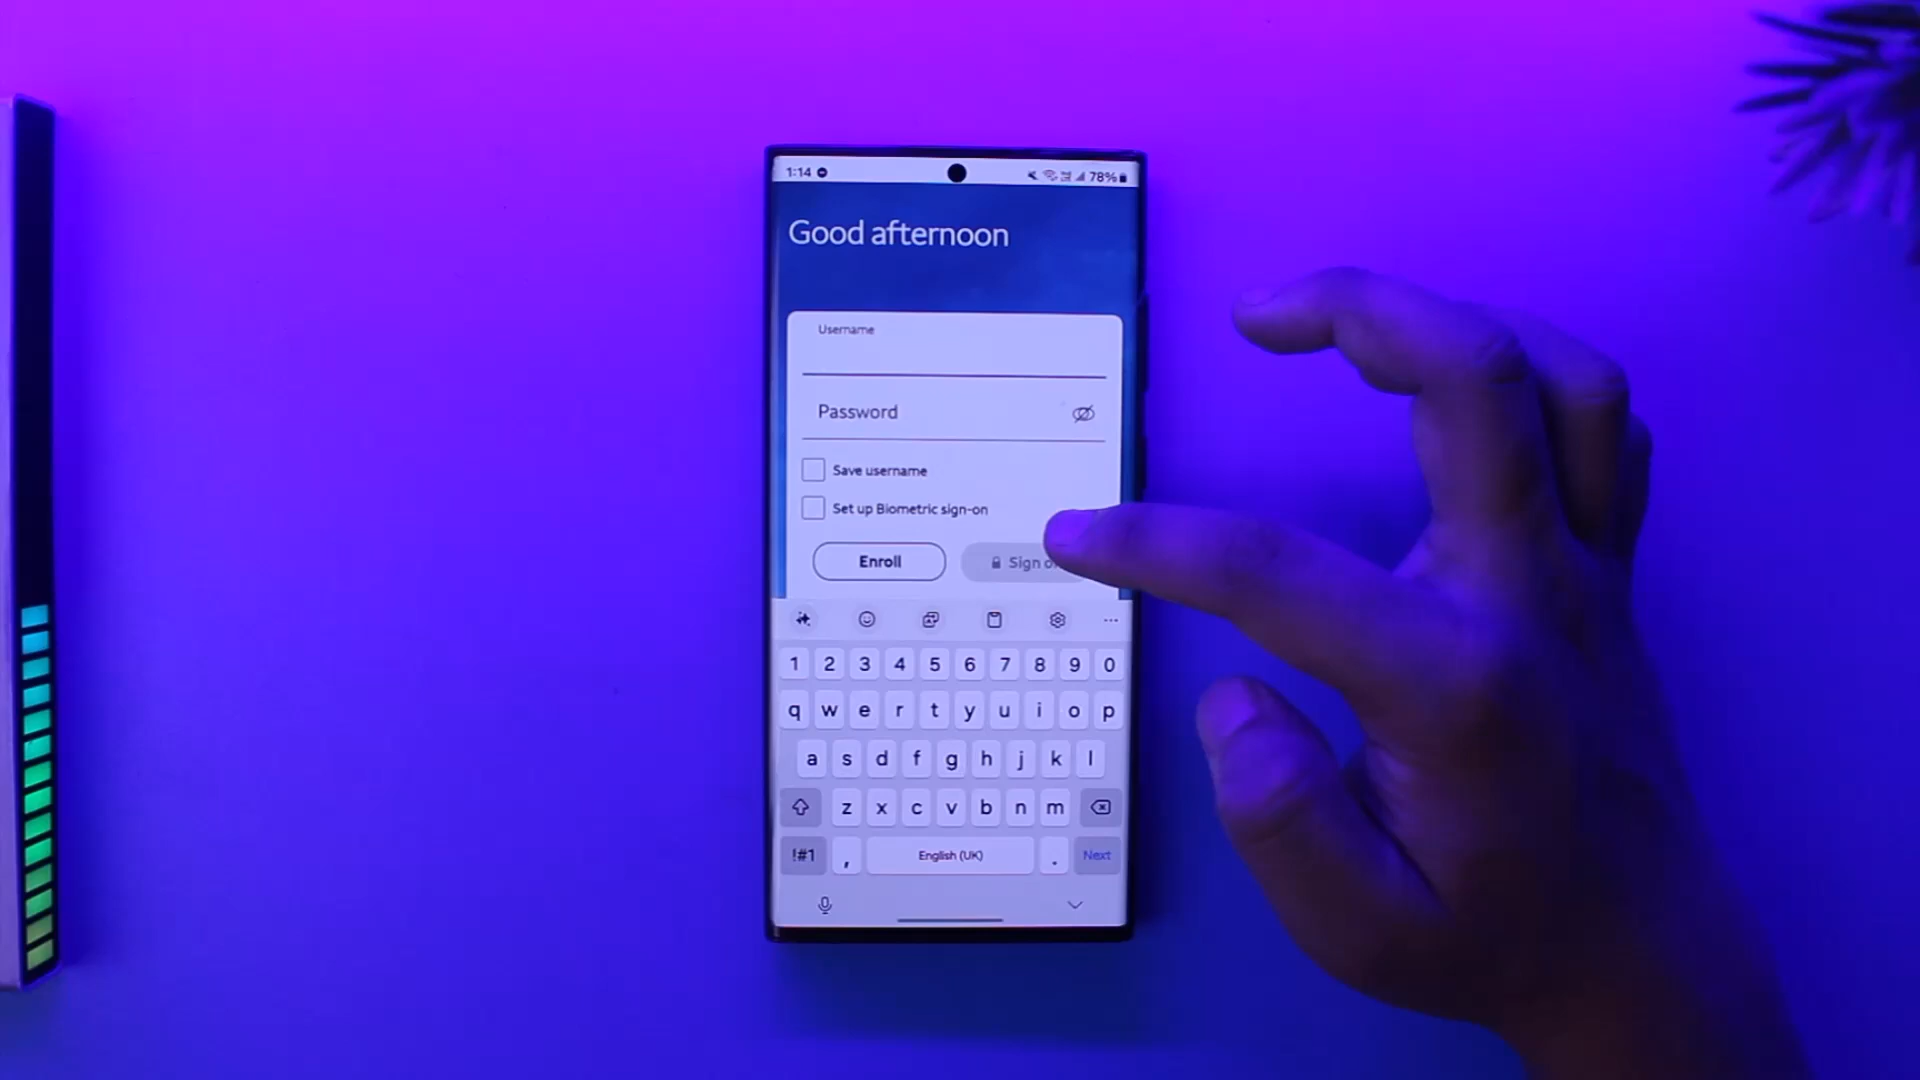 1:14 78%
Good afternoon
Username
Password
Save username
Set up Biometric sign-on
Enroll Sign
1 2 3 4 5 6 7 8 9 0
q w e r t y u i o p
a s d f g h j k l
z x c v b n m
!#1 , English (UK) . Next